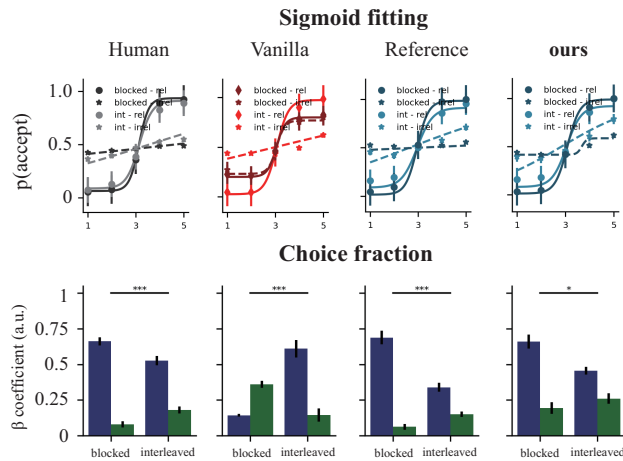 Sigmoid fitting
Human Vanilla Reference ours
p(accept)
1.0
0.5
0
blocked - rel
blocked - irrel
int - rel
int - irrel
blocked - rel
blocked - irrel
int - rel
int - irrel
blocked - rel
blocked - irrel
int - rel
int - irrel
blocked - rel
blocked - irrel
int - rel
int - irrel
1 3 5 1 3 5 1 3 5 1 3 5
Choice fraction
β coefficient (a.u.)
1
0.75
0.50
0.25
0
*** *** *** *
blocked interleaved blocked interleaved blocked interleaved blocked interleaved